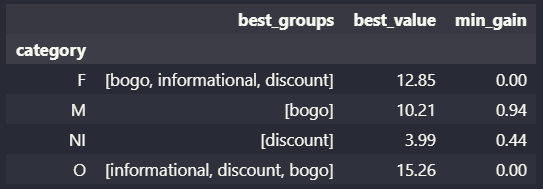 best_groups best_value min_gain
category
F [bogo, informational, discount] 12.85 0.00
M [bogo] 10.21 0.94
NI [discount] 3.99 0.44
O [informational, discount, bogo] 15.26 0.00